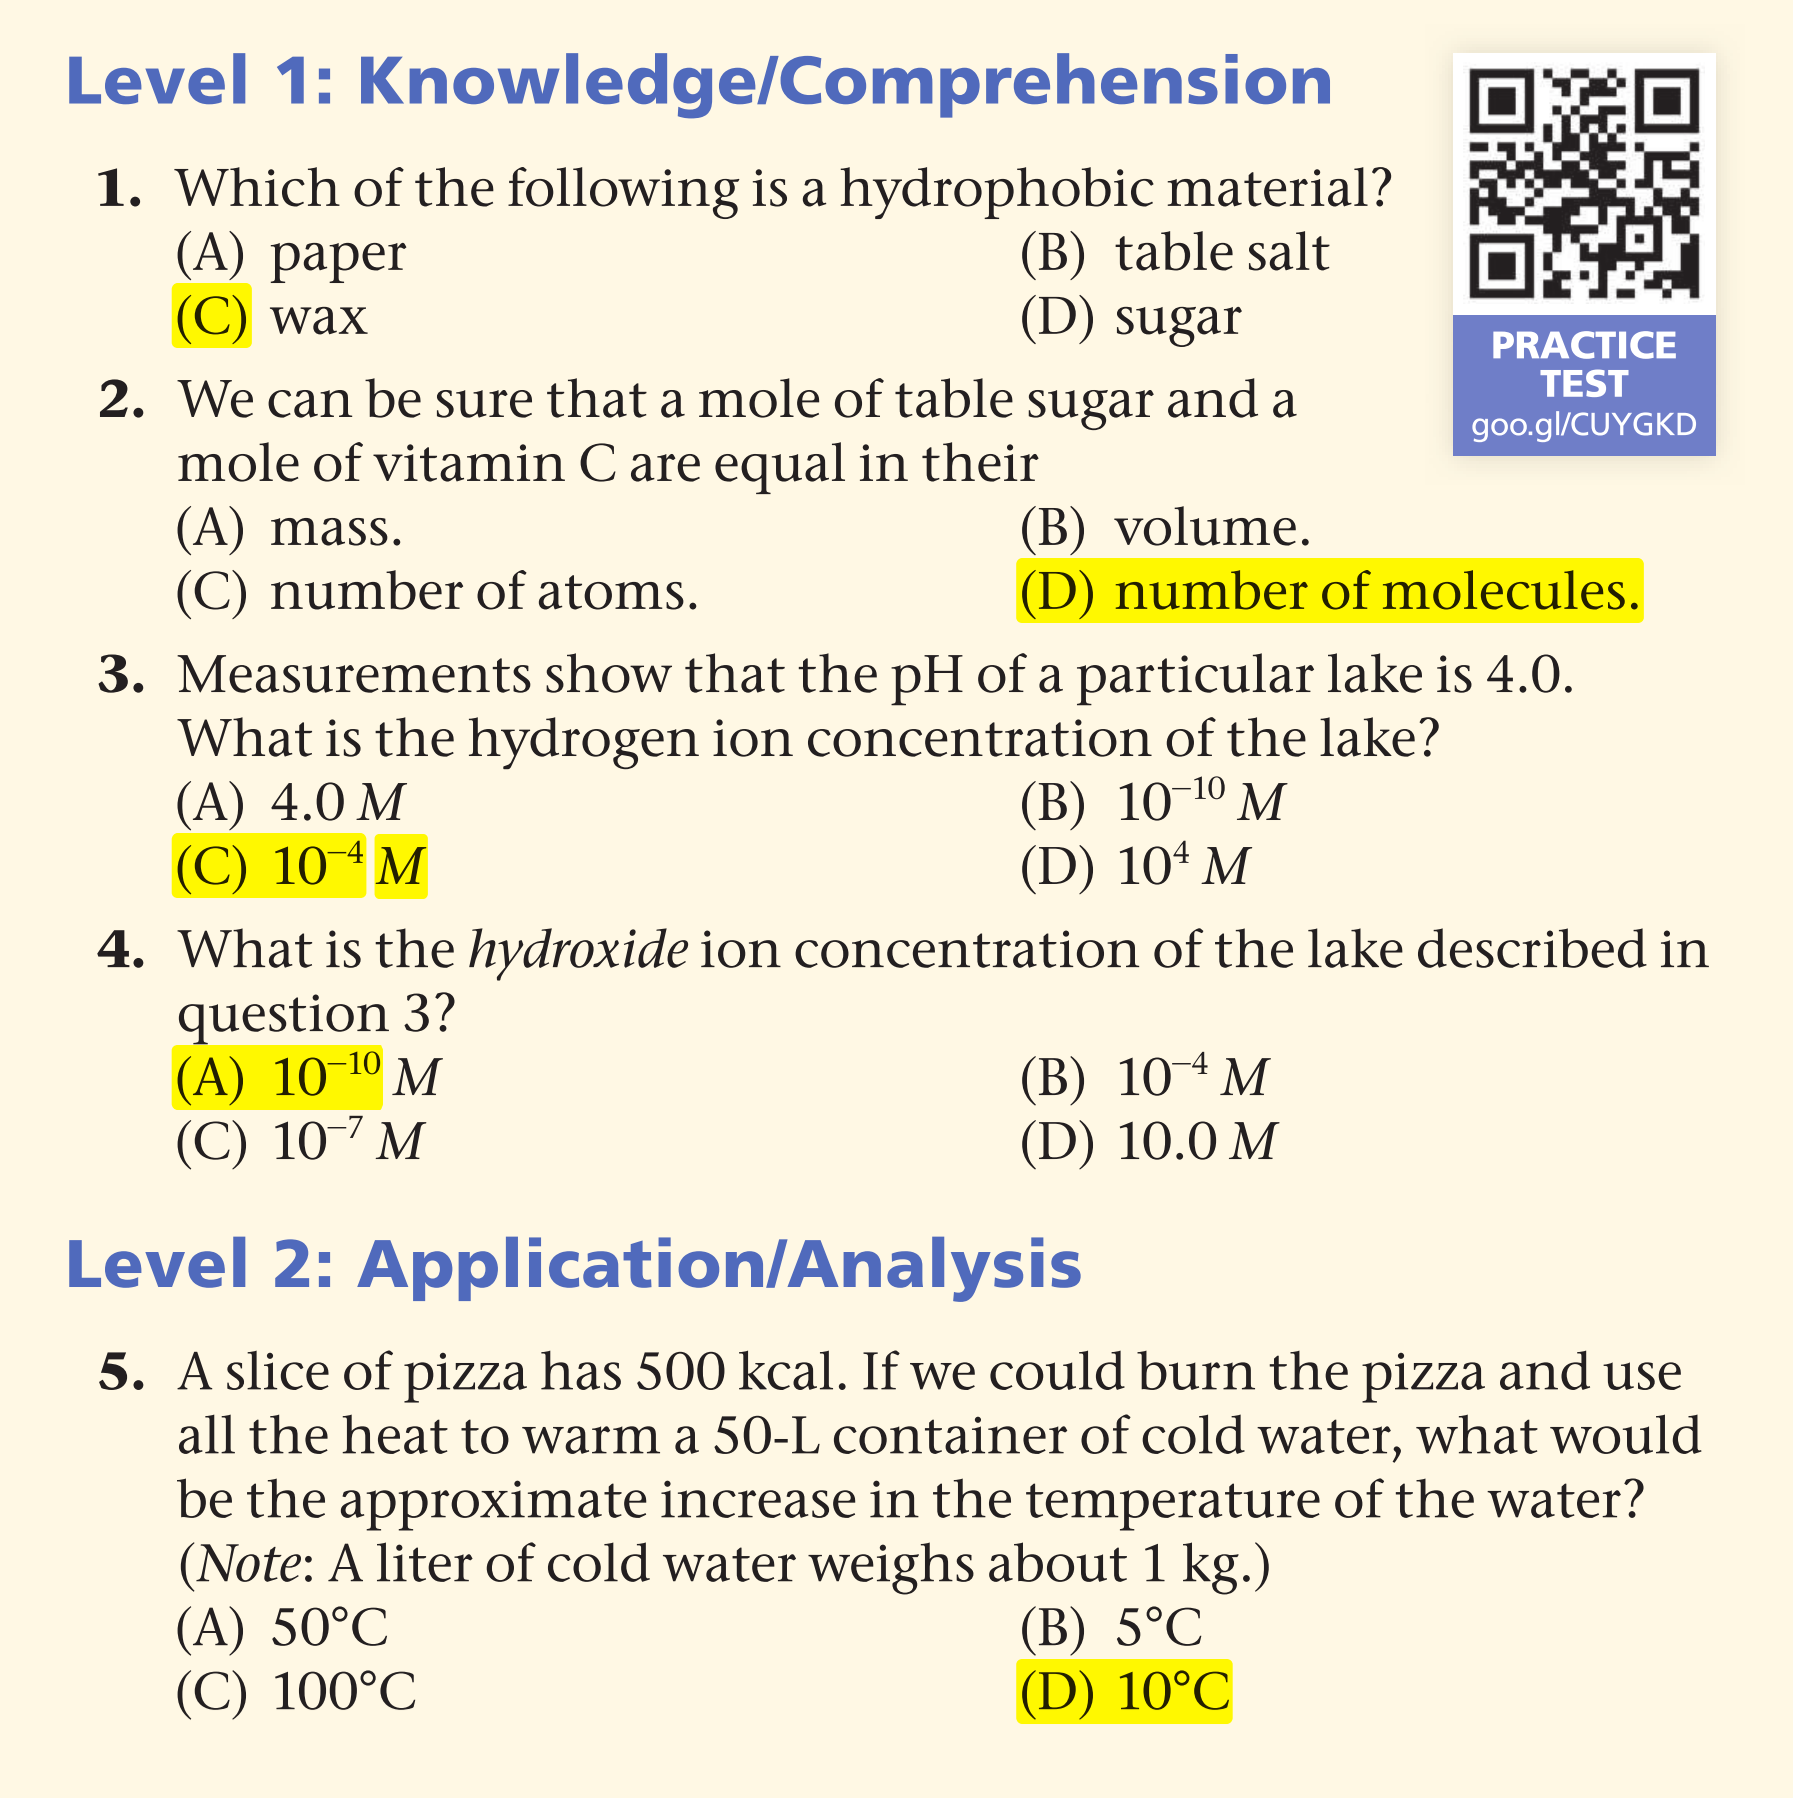 Level 1: Knowledge/Comprehension
1. Which of the following is a hydrophobic material?
(A) paper (B) table salt
(C) wax (D) sugar
PRACTICE
TEST
goo.gl/CUYGKD
2. We can be sure that a mole of table sugar and a
mole of vitamin C are equal in their
(A) mass. (B) volume.
(C) number of atoms. (D) number of molecules.
3. Measurements show that the pH of a particular lake is 4.0.
What is the hydrogen ion concentration of the lake?
(A) 4.0 M (B) 10⁻¹⁰ M
(C) 10⁻⁴ M (D) 10⁴ M
4. What is the hydroxide ion concentration of the lake described in
question 3?
(A) 10⁻¹⁰ M (B) 10⁻⁴ M
(C) 10⁻⁷ M (D) 10.0 M
Level 2: Application/Analysis
5. A slice of pizza has 500 kcal. If we could burn the pizza and use
all the heat to warm a 50-L container of cold water, what would
be the approximate increase in the temperature of the water?
(Note: A liter of cold water weighs about 1 kg.)
(A) 50°C (B) 5°C
(C) 100°C (D) 10°C